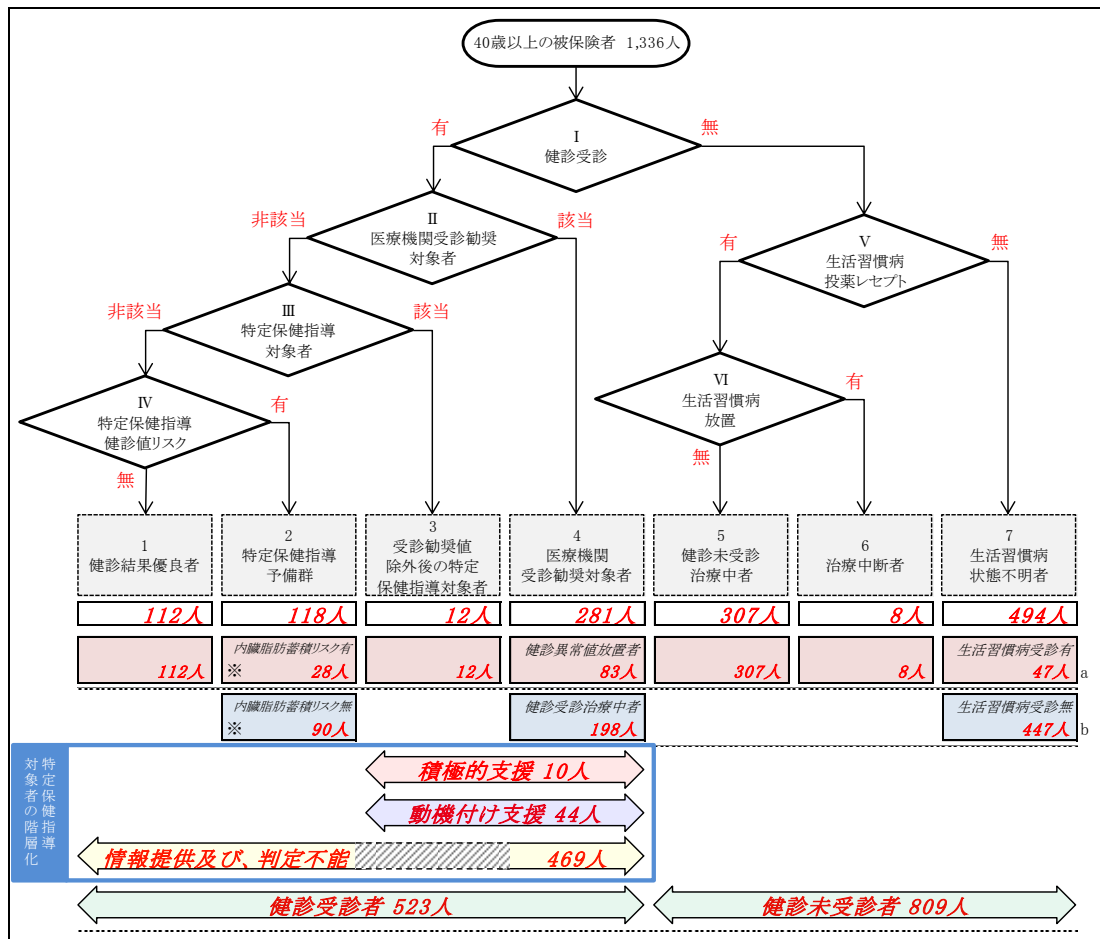 40歳以上の被保険者 1,336人
Ⅰ
健診受診
有
無
Ⅱ
医療機関受診勧奨
対象者
非該当
該当
Ⅴ
生活習慣病
投薬レセプト
有
無
Ⅲ
特定保健指導
対象者
非該当
該当
Ⅳ
特定保健指導
健診値リスク
有
無
Ⅵ
生活習慣病
放置
有
無
1
健診結果優良者
2
特定保健指導
予備群
3
受診勧奨値
除外後の特定
保健指導対象者
4
医療機関
受診勧奨対象者
5
健診未受診
治療中者
6
治療中断者
7
生活習慣病
状態不明者
112人
118人
12人
281人
307人
8人
494人
112人
内臓脂肪蓄積リスク有
※ 28人
12人
健診異常値放置者
83人
307人
8人
生活習慣病受診有
47人
a
内臓脂肪蓄積リスク無
※ 90人
健診受診治療中者
198人
生活習慣病受診無
447人
b
特定保健指導
対象者の階層化
積極的支援 10人
動機付け支援 44人
情報提供及び、判定不能 469人
健診受診者 523人
健診未受診者 809人